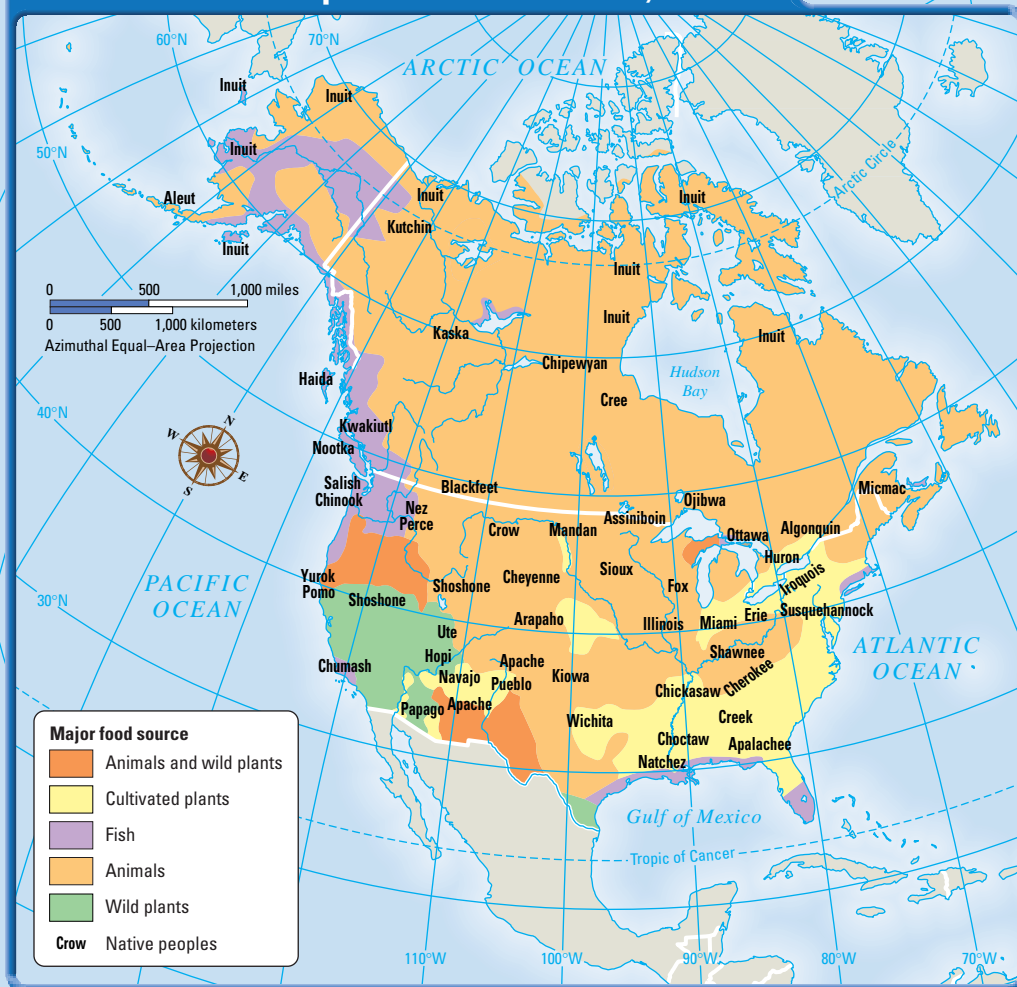 60°N
70°N
ARCTIC OCEAN
Inuit
Inuit
50°N
Inuit
Arctic Circle
Aleut
Inuit
Inuit
Kutchin
Inuit
Inuit
0 500 1,000 miles
0 500 1,000 kilometers
Azimuthal Equal–Area Projection
Inuit
Kaska
Inuit
Chipewyan
Hudson
Bay
Haida
Cree
40°N
N
W
E
S
Kwakiutl
Nootka
Salish
Chinook
Blackfeet
Nez
Perce
Crow
Mandan
Assiniboin
Ojibwa
Micmac
Ottawa
Algonquin
Huron
Iroquois
PACIFIC
OCEAN
30°N
Yurok
Pomo
Shoshone
Shoshone
Cheyenne
Sioux
Fox
Arapaho
Illinois
Miami
Erie
Susquehannock
Ute
Hopi
Navajo
Apache
Pueblo
Kiowa
Shawnee
Cherokee
Chickasaw
ATLANTIC
OCEAN
Chumash
Papago
Apache
Wichita
Creek
Choctaw
Apalachee
Natchez
Gulf of Mexico
Tropic of Cancer
Major food source
Animals and wild plants
Cultivated plants
Fish
Animals
Wild plants
Crow Native peoples
110°W
100°W
90°W
80°W
70°W